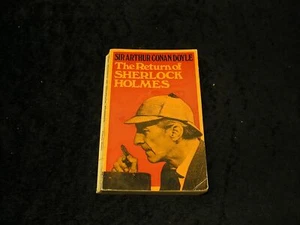 SIR ARTHUR CONAN DOYLE
The Return of
SHERLOCK
HOLMES